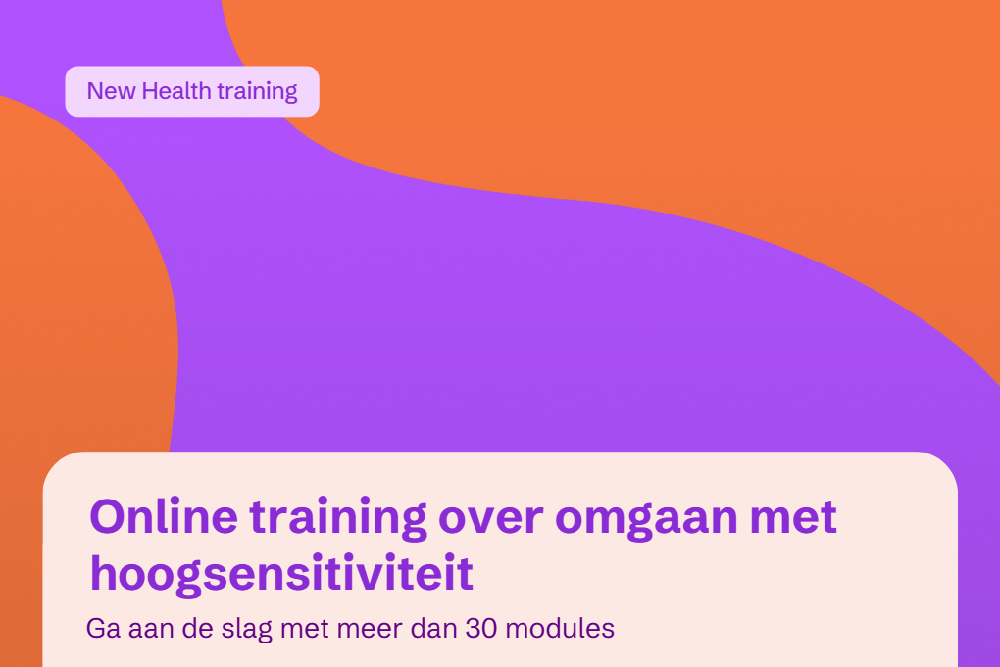 New Health training
Online training over omgaan met
hoogsensitiviteit
Ga aan de slag met meer dan 30 modules